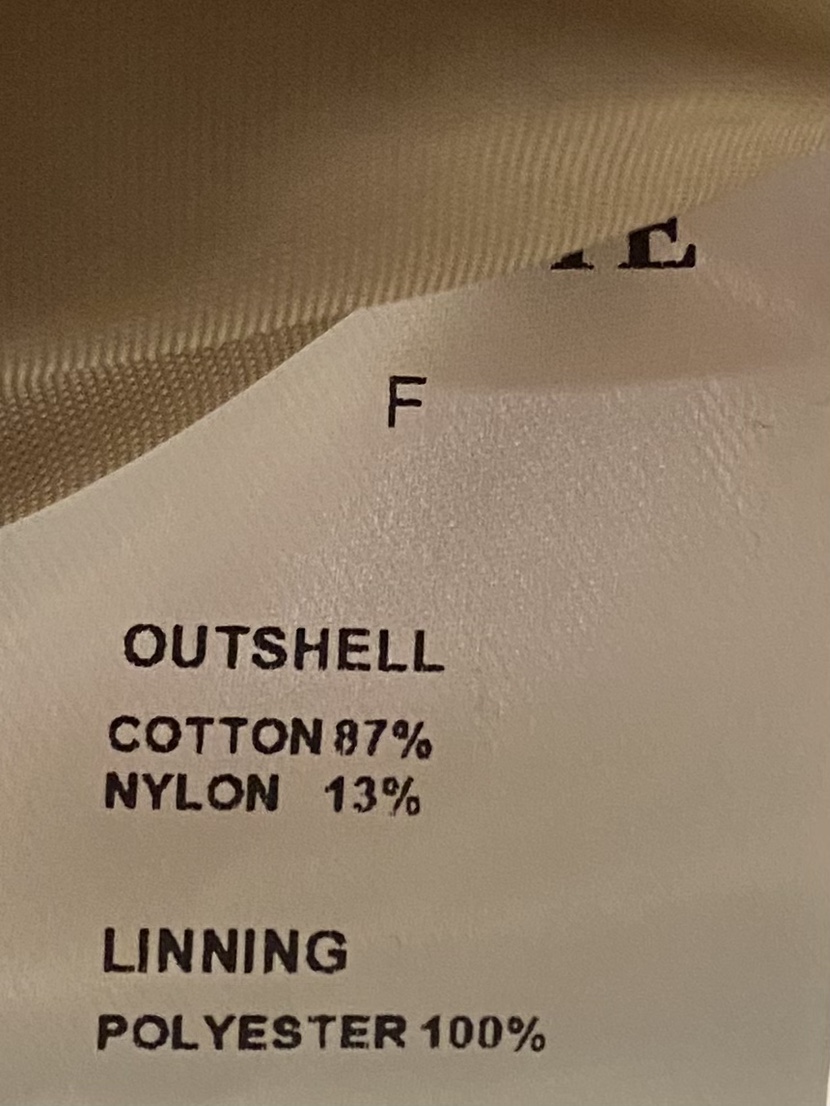 F
OUTSHELL
COTTON 87%
NYLON 13%
LINNING
POLYESTER 100%